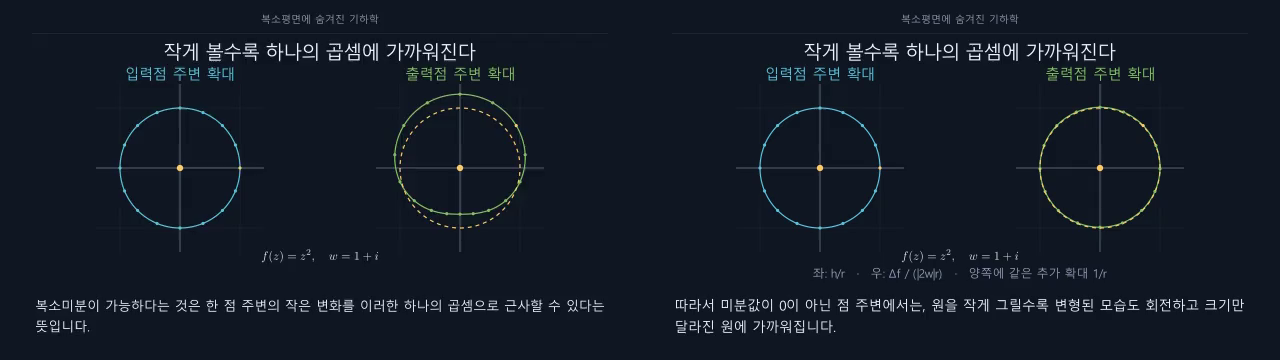 복소평면에 숨겨진 기하학
작게 볼수록 하나의 곱셈에 가까워진다
입력점 주변 확대
출력점 주변 확대
f(z) = z², w = 1 + i
복소미분이 가능하다는 것은 한 점 주변의 작은 변화를 이러한 하나의 곱셈으로 근사할 수 있다는
뜻입니다.
복소평면에 숨겨진 기하학
작게 볼수록 하나의 곱셈에 가까워진다
입력점 주변 확대
출력점 주변 확대
f(z) = z², w = 1 + i
좌: h/r · 우: Δf / (|2w|r) · 양쪽에 같은 추가 확대 1/r
따라서 미분값이 0이 아닌 점 주변에서는, 원을 작게 그릴수록 변형된 모습도 회전하고 크기만
달라진 원에 가까워집니다.